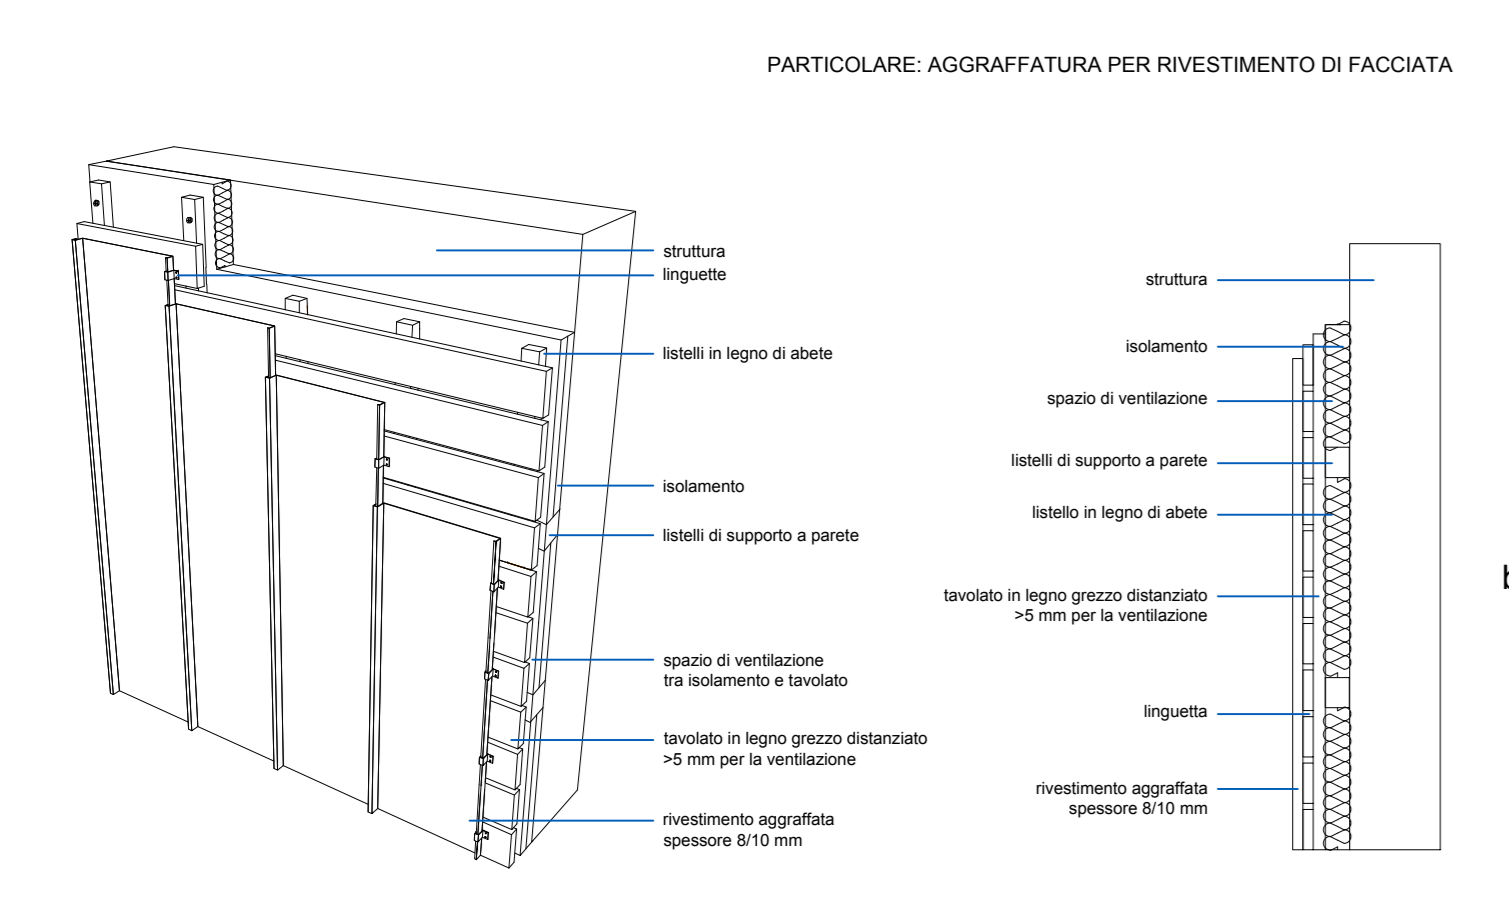 PARTICOLARE: AGGRAFFATURA PER RIVESTIMENTO DI FACCIATA
struttura
linguette
listelli in legno di abete
isolamento
listelli di supporto a parete
spazio di ventilazione
tra isolamento e tavolato
tavolato in legno grezzo distanziato
>5 mm per la ventilazione
rivestimento aggraffata
spessore 8/10 mm
struttura
isolamento
spazio di ventilazione
listelli di supporto a parete
listello in legno di abete
tavolato in legno grezzo distanziato
>5 mm per la ventilazione
linguetta
rivestimento aggraffata
spessore 8/10 mm